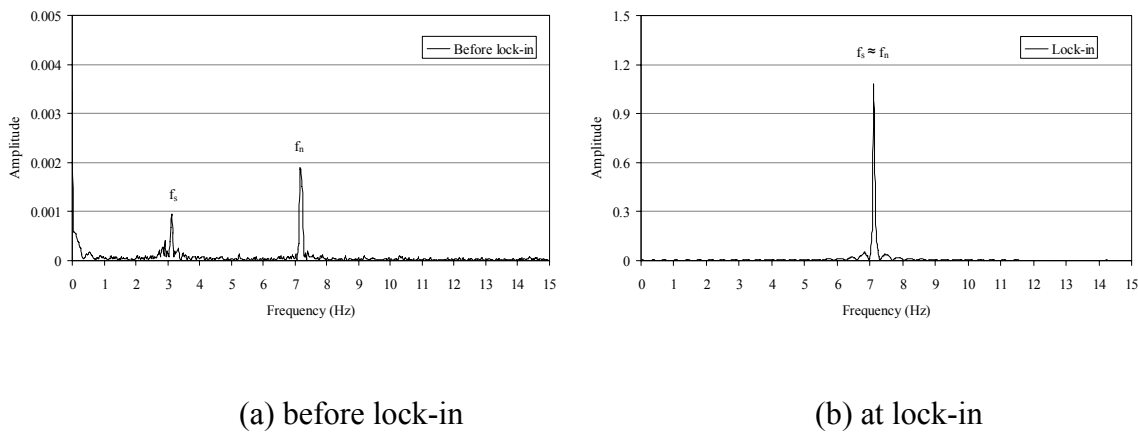 0.005
0.004
0.003
0.002
0.001
0
Amplitude
Before lock-in
fₛ
fₙ
0 1 2 3 4 5 6 7 8 9 10 11 12 13 14 15
Frequency (Hz)
1.5
1.2
0.9
0.6
0.3
0
Amplitude
Lock-in
fₛ ≈ fₙ
0 1 2 3 4 5 6 7 8 9 10 11 12 13 14 15
Frequency (Hz)
(a) before lock-in
(b) at lock-in